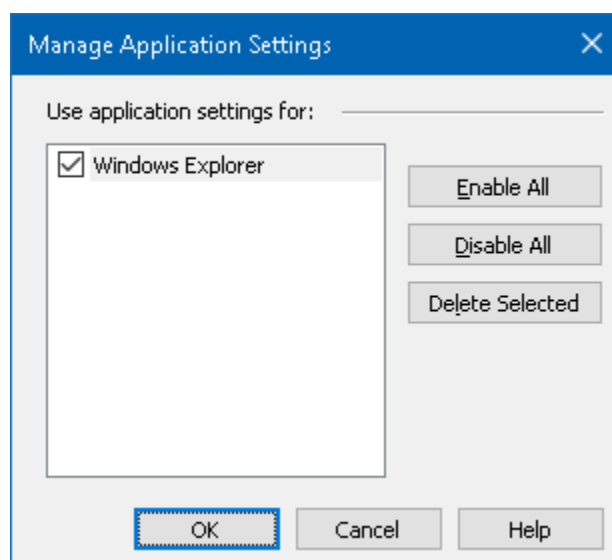 Manage Application Settings
Use application settings for:
Windows Explorer
Enable All
Disable All
Delete Selected
OK
Cancel
Help